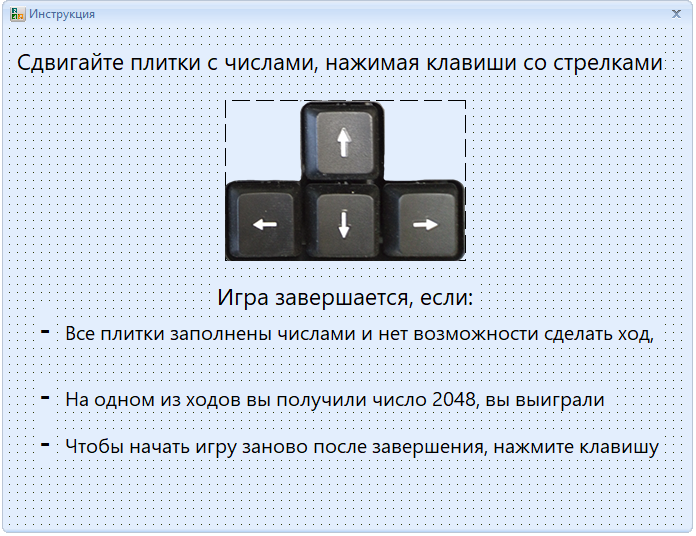 Инструкция
Сдвигайте плитки с числами, нажимая клавиши со стрелками
Игра завершается, если:
- Все плитки заполнены числами и нет возможности сделать ход,
- На одном из ходов вы получили число 2048, вы выиграли
- Чтобы начать игру заново после завершения, нажмите клавишу